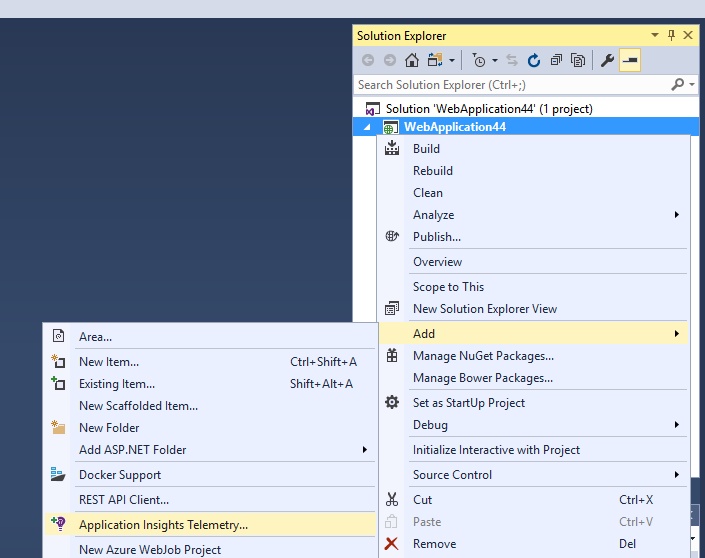 Solution Explorer
Search Solution Explorer (Ctrl+;)
Solution 'WebApplication44' (1 project)
WebApplication44
Build
Rebuild
Clean
Analyze
Publish...
Overview
Scope to This
New Solution Explorer View
Add
Manage NuGet Packages...
Manage Bower Packages...
Set as StartUp Project
Debug
Initialize Interactive with Project
Source Control
Cut Ctrl+X
Paste Ctrl+V
Remove Del
Area...
New Item... Ctrl+Shift+A
Existing Item... Shift+Alt+A
New Scaffolded Item...
New Folder
Add ASP.NET Folder
Docker Support
REST API Client...
Application Insights Telemetry...
New Azure WebJob Project